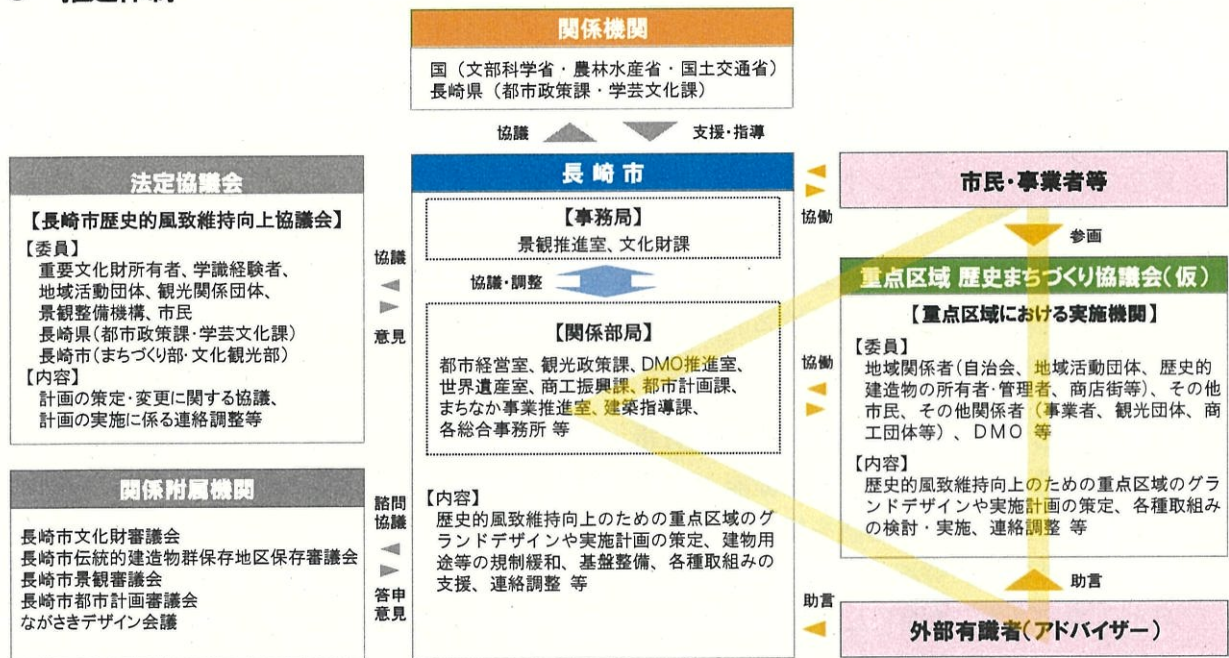 関係機関
国（文部科学省・農林水産省・国土交通省）
長崎県（都市政策課・学芸文化課）
協議
支援・指導
法定協議会
【長崎市歴史的風致維持向上協議会】
【委員】
重要文化財所有者、学識経験者、
地域活動団体、観光関係団体、
景観整備機構、市民
長崎県（都市政策課・学芸文化課）
長崎市（まちづくり部・文化観光部）
【内容】
計画の策定・変更に関する協議、
計画の実施に係る連絡調整等
協議
意見
関係附属機関
長崎市文化財審議会
長崎市伝統的建造物群保存地区保存審議会
長崎市景観審議会
長崎市都市計画審議会
ながさきデザイン会議
諮問
協議
答申
意見
長崎市
【事務局】
景観推進室、文化財課
協議・調整
【関係部局】
都市経営室、観光政策課、DMO推進室、
世界遺産室、商工振興課、都市計画課、
まちなか事業推進室、建築指導課、
各総合事務所 等
【内容】
歴史的風致維持向上のための重点区域のグ
ランドデザインや実施計画の策定、建物用
途等の規制緩和、基盤整備、各種取組みの
支援、連絡調整 等
協働
協働
助言
市民・事業者等
参画
重点区域 歴史まちづくり協議会（仮）
【重点区域における実施機関】
【委員】
地域関係者（自治会、地域活動団体、歴史的
建造物の所有者・管理者、商店街等）、その他
市民、その他関係者（事業者、観光団体、商
工団体等）、DMO 等
【内容】
歴史的風致維持向上のための重点区域のグラ
ンドデザインや実施計画の策定、各種取組み
の検討・実施、連絡調整 等
助言
外部有識者（アドバイザー）